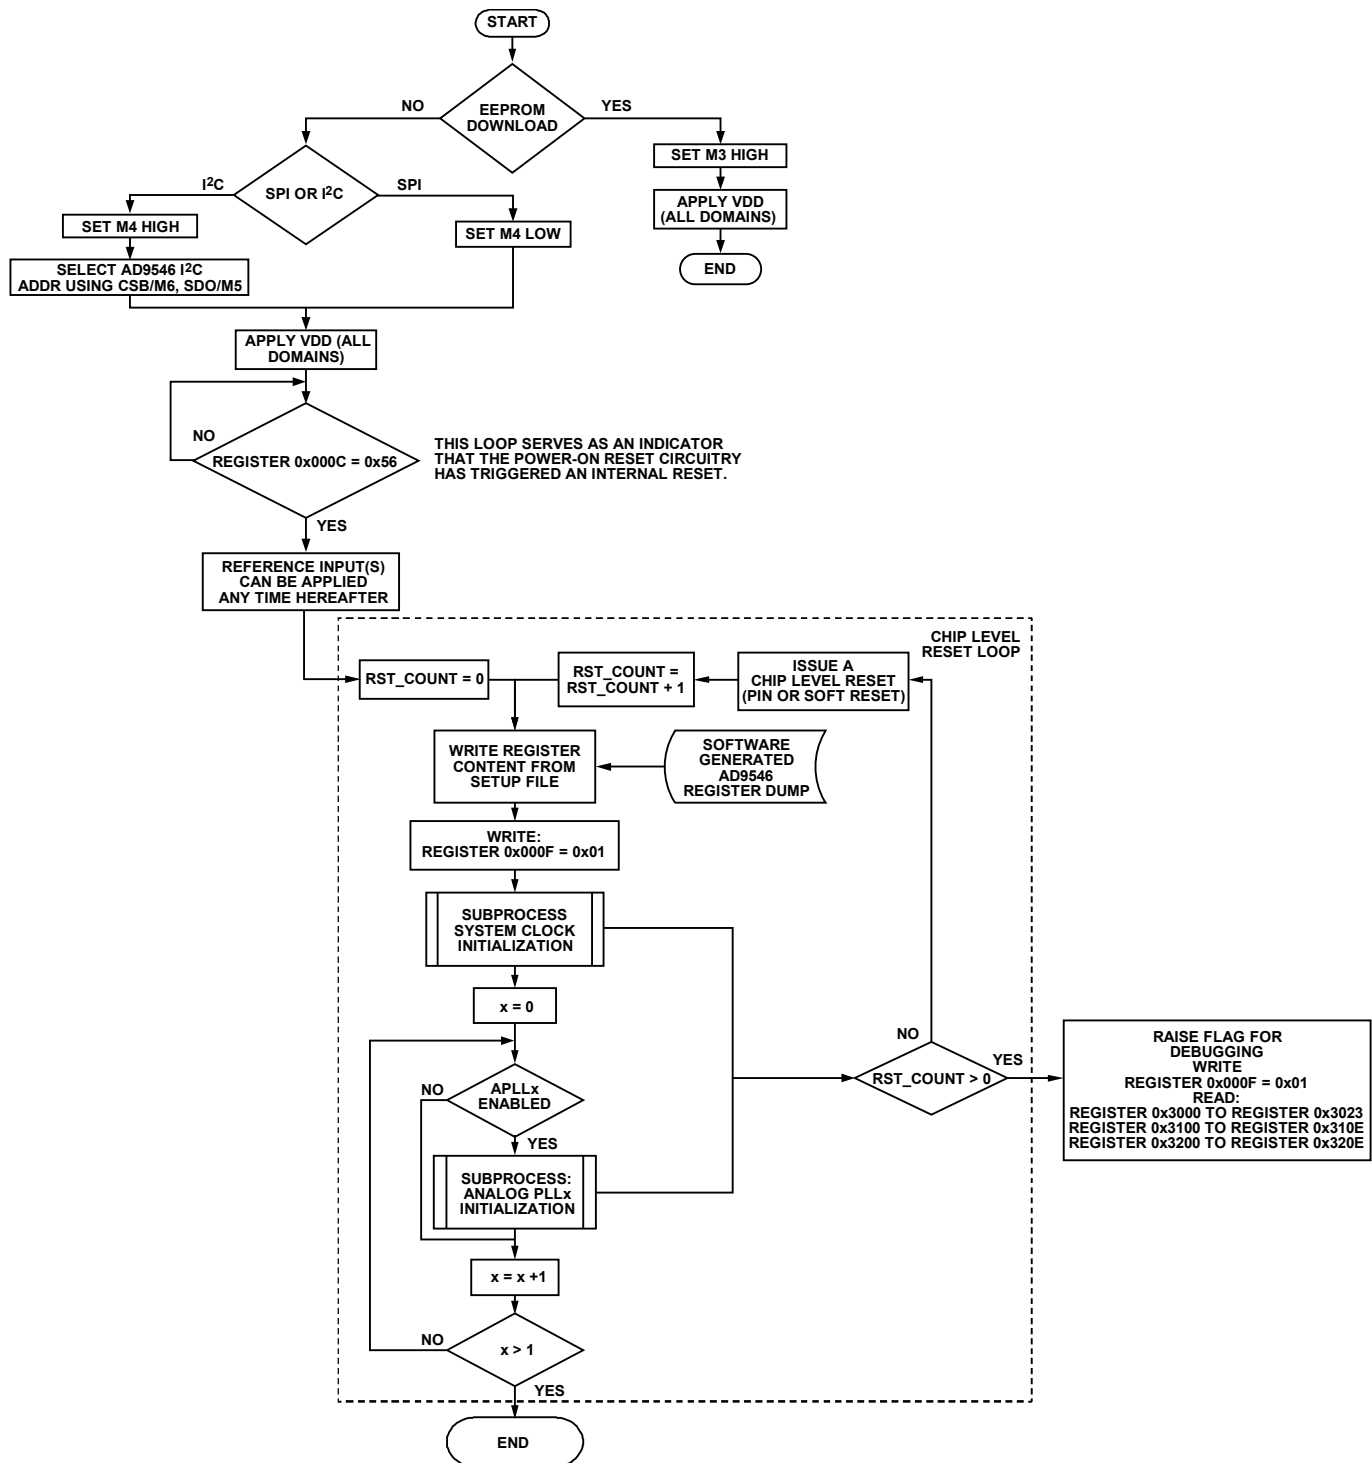 START
EEPROM
DOWNLOAD
NO
YES
SET M3 HIGH
APPLY VDD
(ALL DOMAINS)
END
SPI OR I²C
I²C
SPI
SET M4 HIGH
SET M4 LOW
SELECT AD9546 I²C
ADDR USING CSB/M6, SDO/M5
APPLY VDD (ALL
DOMAINS)
NO
REGISTER 0x000C = 0x56
THIS LOOP SERVES AS AN INDICATOR
THAT THE POWER-ON RESET CIRCUITRY
HAS TRIGGERED AN INTERNAL RESET.
YES
REFERENCE INPUT(S)
CAN BE APPLIED
ANY TIME HEREAFTER
CHIP LEVEL
RESET LOOP
RST_COUNT = 0
RST_COUNT =
RST_COUNT + 1
ISSUE A
CHIP LEVEL RESET
(PIN OR SOFT RESET)
WRITE REGISTER
CONTENT FROM
SETUP FILE
SOFTWARE
GENERATED
AD9546
REGISTER DUMP
WRITE:
REGISTER 0x000F = 0x01
SUBPROCESS
SYSTEM CLOCK
INITIALIZATION
x = 0
NO
APLLx
ENABLED
YES
SUBPROCESS:
ANALOG PLLx
INITIALIZATION
NO
RST_COUNT > 0
YES
RAISE FLAG FOR
DEBUGGING
WRITE
REGISTER 0x000F = 0x01
READ:
REGISTER 0x3000 TO REGISTER 0x3023
REGISTER 0x3100 TO REGISTER 0x310E
REGISTER 0x3200 TO REGISTER 0x320E
x = x +1
NO
x > 1
YES
END